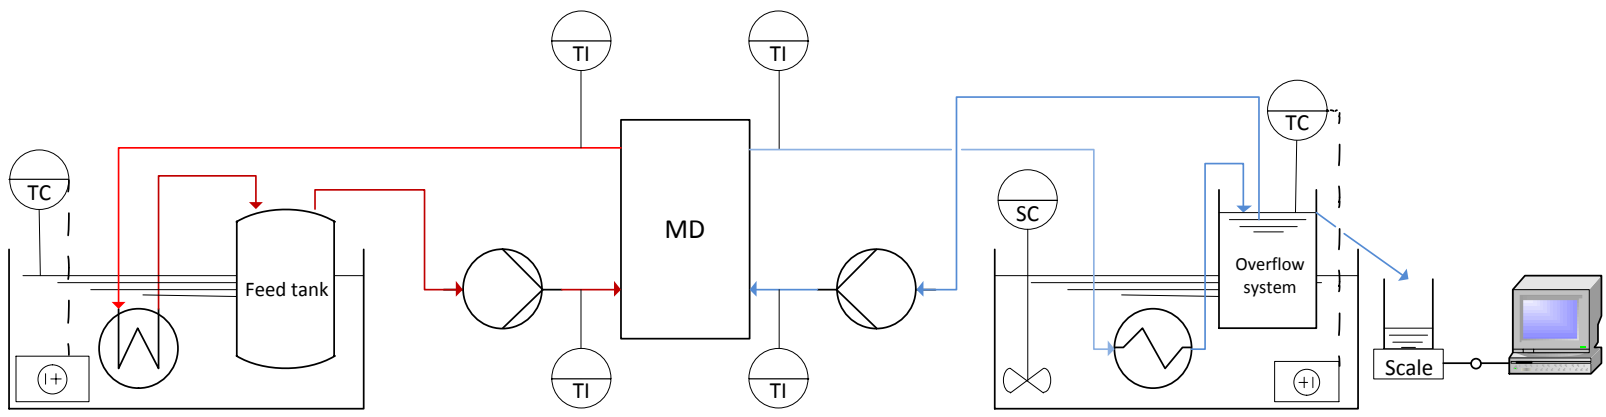 TI
TI
TC
TC
SC
MD
Feed tank
Overflow
system
TI
TI
Scale